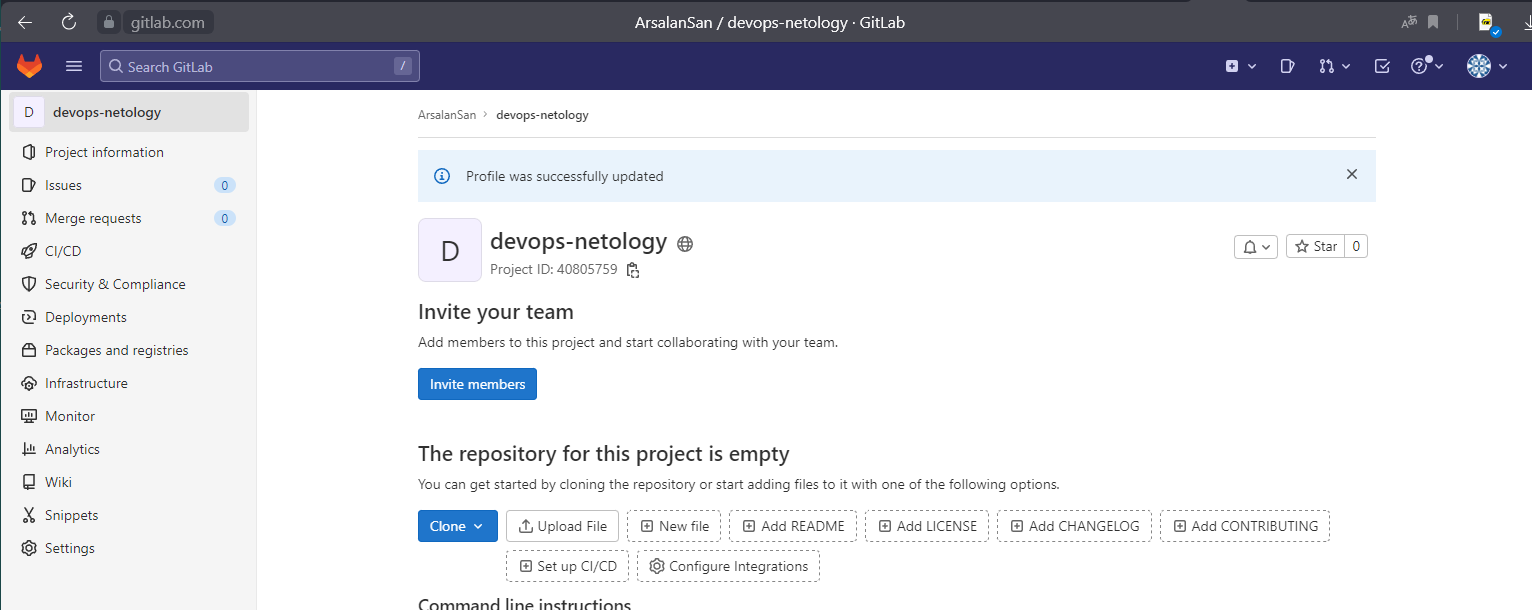 gitlab.com
ArsalanSan / devops-netology · GitLab
Search GitLab /
D devops-netology
Project information
Issues 0
Merge requests 0
CI/CD
Security & Compliance
Deployments
Packages and registries
Infrastructure
Monitor
Analytics
Wiki
Snippets
Settings
ArsalanSan › devops-netology
Profile was successfully updated
D
devops-netology
Project ID: 40805759
Star 0
Invite your team
Add members to this project and start collaborating with your team.
Invite members
The repository for this project is empty
You can get started by cloning the repository or start adding files to it with one of the following options.
Clone Upload File New file Add README Add LICENSE Add CHANGELOG Add CONTRIBUTING
Set up CI/CD Configure Integrations
Command line instructions